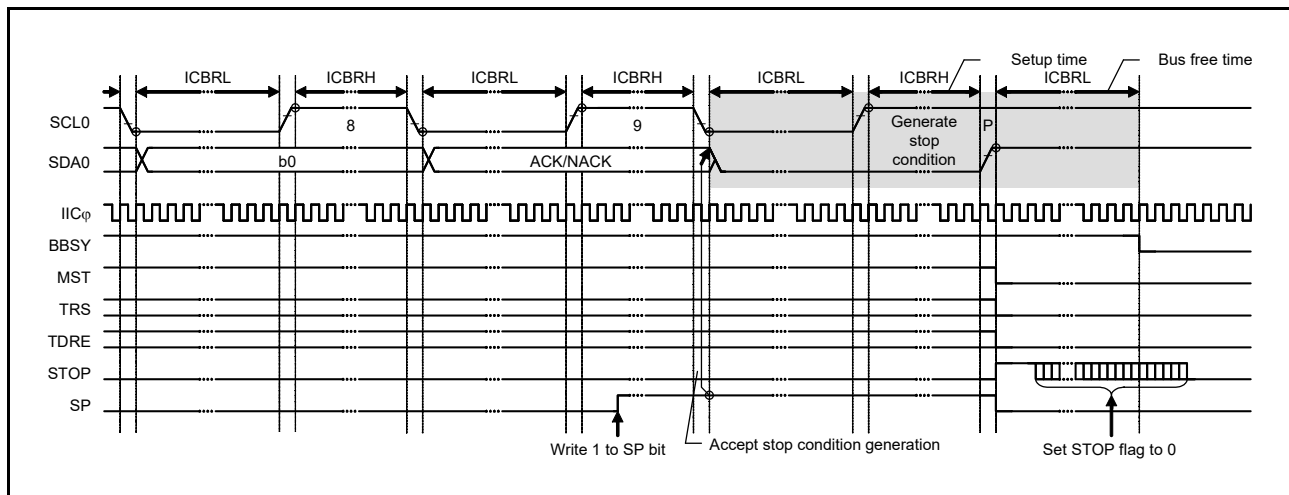 Setup time
Bus free time
ICBRL ICBRH ICBRL ICBRH ICBRL ICBRH ICBRL
SCL0
8
9
Generate
stop
condition
P
SDA0
b0
ACK/NACK
IICφ
BBSY
MST
TRS
TDRE
STOP
SP
Write 1 to SP bit
Accept stop condition generation
Set STOP flag to 0